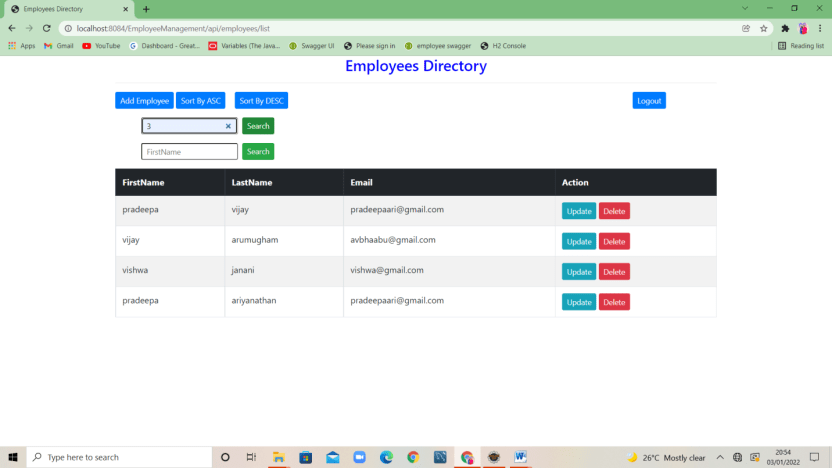 Employees Directory
localhost:8084/EmployeeManagement/api/employees/list
Apps Gmail YouTube Dashboard - Great... Variables (The Java... Swagger UI Please sign in employee swagger H2 Console Reading list
Employees Directory
Add Employee Sort By ASC Sort By DESC Logout
3 Search
FirstName Search
FirstName LastName Email Action
pradeepa vijay pradeepaari@gmail.com Update Delete
vijay arumugham avbhaabu@gmail.com Update Delete
vishwa janani vishwa@gmail.com Update Delete
pradeepa ariyanathan pradeepaari@gmail.com Update Delete
Type here to search 26°C Mostly clear 20:54
03/01/2022